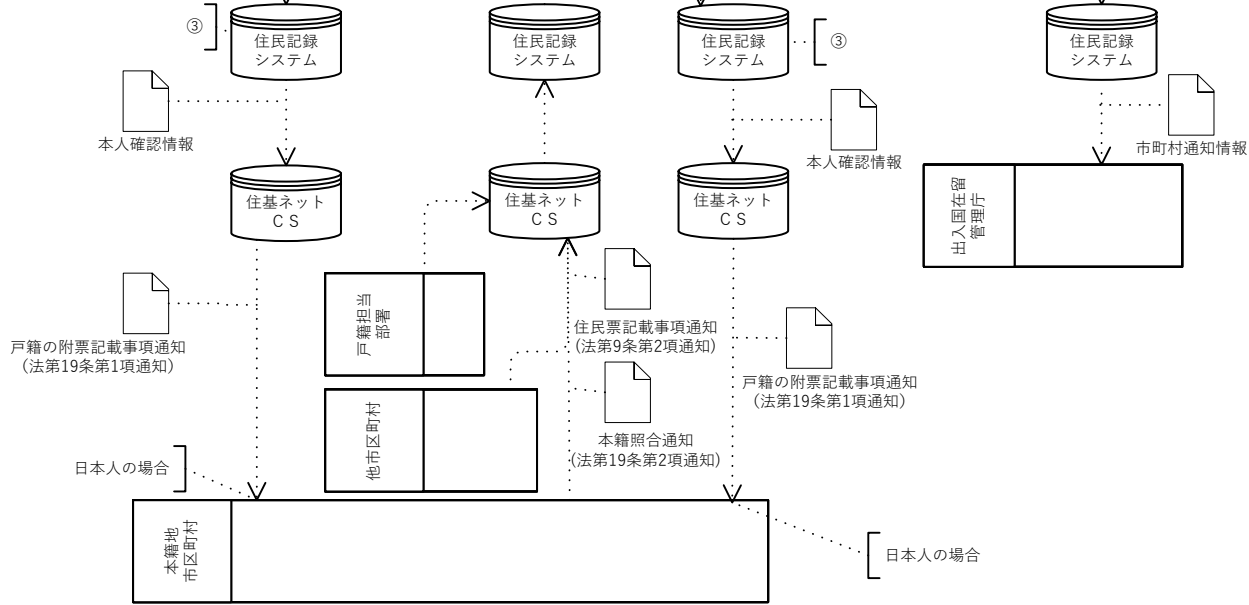 ③
住民記録
システム
住民記録
システム
住民記録
システム
③
住民記録
システム
本人確認情報
本人確認情報
市町村通知情報
住基ネット
ＣＳ
住基ネット
ＣＳ
住基ネット
ＣＳ
出入国在留
管理庁
戸籍の附票記載事項通知
(法第19条第1項通知)
戸籍担当
部署
住民票記載事項通知
(法第9条第2項通知)
戸籍の附票記載事項通知
(法第19条第1項通知)
他市区町村
本籍照合通知
(法第19条第2項通知)
日本人の場合
本籍地
市区町村
日本人の場合